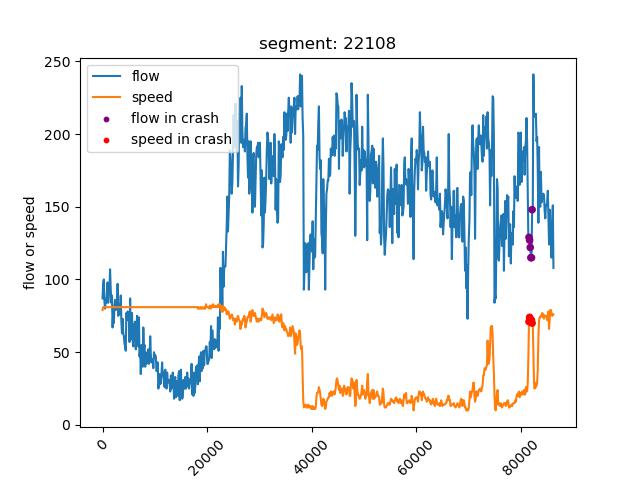 segment: 22108
250
200
150
100
50
0
flow or speed
flow
speed
flow in crash
speed in crash
0
20000
40000
60000
80000